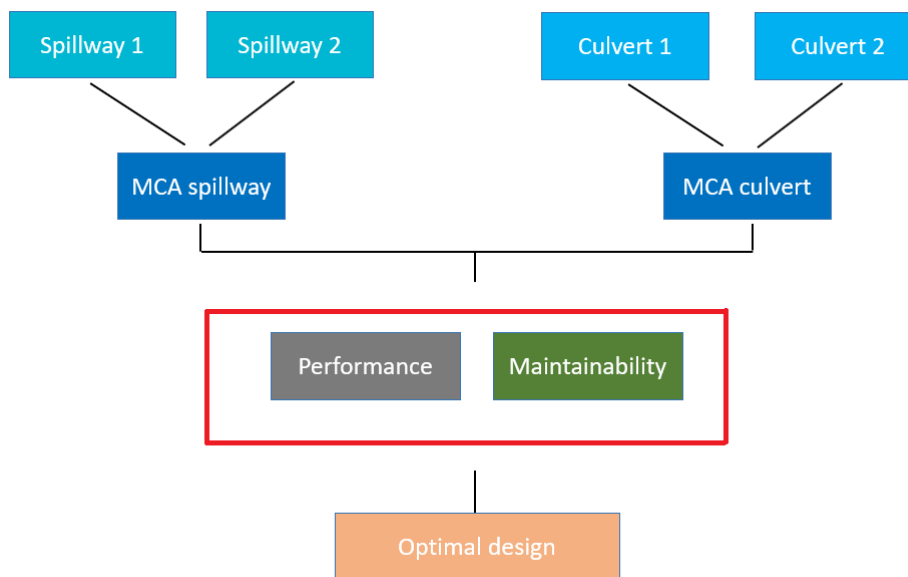 Spillway 1
Spillway 2
Culvert 1
Culvert 2
MCA spillway
MCA culvert
Performance
Maintainability
Optimal design